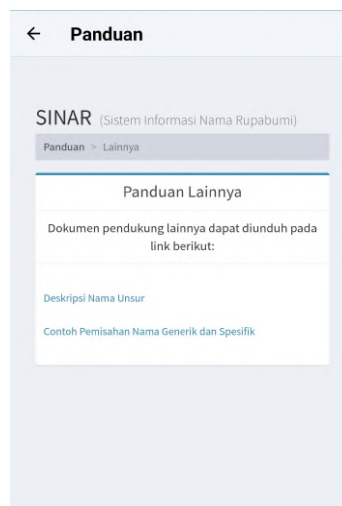 Panduan
SINAR (Sistem Informasi Nama Rupabumi)
Panduan > Lainnya
Panduan Lainnya
Dokumen pendukung lainnya dapat diunduh pada
link berikut:
Deskripsi Nama Unsur
Contoh Pemisahan Nama Generik dan Spesifik